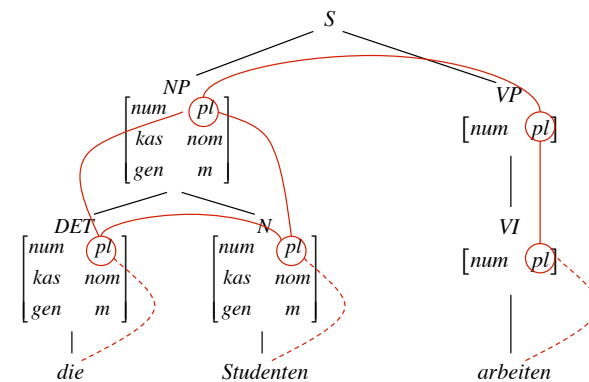 S
NP VP
num pl
kas nom
gen m
num pl
DET N VI
num pl num pl num pl
kas nom kas nom
gen m gen m
die Studenten arbeiten